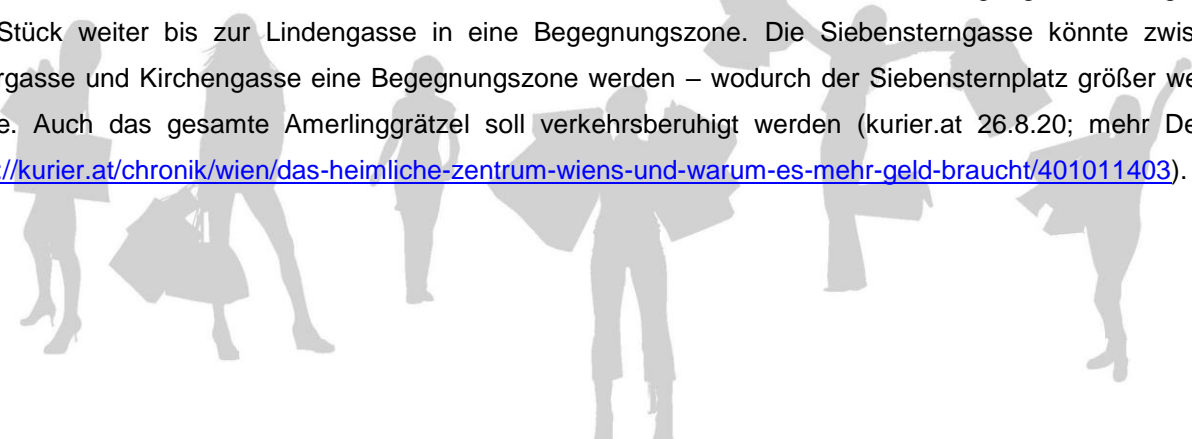 Stück weiter bis zur Lindengasse in eine Begegnungszone. Die Siebensterngasse könnte zwis
rgasse und Kirchengasse eine Begegnungszone werden – wodurch der Siebensternplatz größer we
e. Auch das gesamte Amerlinggrätzel soll verkehrsberuhigt werden (kurier.at 26.8.20; mehr De
://kurier.at/chronik/wien/das-heimliche-zentrum-wiens-und-warum-es-mehr-geld-braucht/401011403).